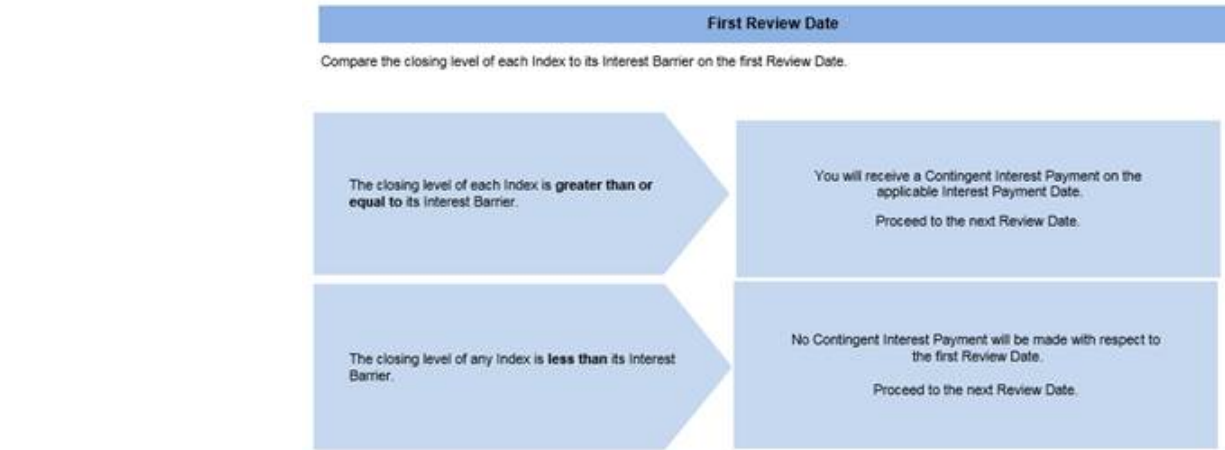 First Review Date
Compare the closing level of each Index to its Interest Barrier on the first Review Date.
The closing level of each Index is greater than or
equal to its Interest Barrier.
You will receive a Contingent Interest Payment on the
applicable Interest Payment Date.
Proceed to the next Review Date.
The closing level of any Index is less than its Interest
Barrier.
No Contingent Interest Payment will be made with respect to
the first Review Date.
Proceed to the next Review Date.